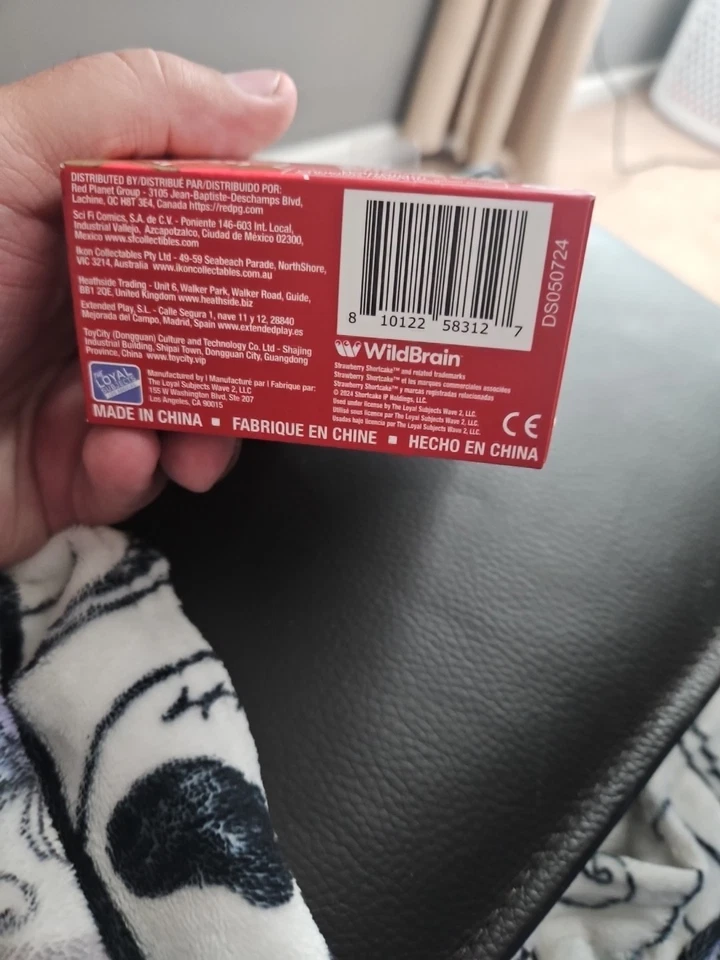 DISTRIBUTED BY/DISTRIBUÉ PAR/DISTRIBUIDO POR:
Red Planet Group - 3105 Jean-Baptiste-Deschamps Blvd,
Lachine, QC H8T 3E4, Canada https://redpg.com
Sci Fi Comics, S.A. de C.V. - Poniente 146-603 Int. Local,
Industrial Vallejo, Azcapotzalco, Ciudad de México 02300,
Mexico www.sfcollectibles.com
Ikon Collectables Pty Ltd - 49-59 Seabeach Parade, NorthShore,
VIC 3214, Australia www.ikoncollectables.com.au
Heathside Trading - Unit 6, Walker Park, Walker Road, Guide,
BB1 2QE, United Kingdom www.heathside.biz
Extended Play, S.L. - Calle Segura 1, nave 11 y 12. 28840
Mejorada del Campo, Madrid, Spain www.extendedplay.es
ToyCity (Dongguan) Culture and Technology Co. Ltd - Shajing
Industrial Building, Shipai Town, Dongguan City, Guangdong
Province, China www.toycity.vip
THE LOYAL SUBJECTS
Manufactured by | Manufacturé par | Fabrique par:
The Loyal Subjects Wave 2, LLC
155 W Washington Blvd, Ste 207
Los Angeles, CA 90015
MADE IN CHINA ■ FABRIQUE EN CHINE ■ HECHO EN CHINA
8 10122 58312 7
DS050724
WildBrain
Strawberry Shortcake™ and related trademarks
Strawberry Shortcake™ et les marques commerciales associées
Strawberry Shortcake™ y marcas registradas relacionadas
© 2024 Shortcake IP Holdings, LLC.
Used under license by The Loyal Subjects Wave 2, LLC.
Utilisé sous licence par The Loyal Subjects Wave 2, LLC.
Usados bajo licencia por The Loyal Subjects Wave 2, LLC.
CE